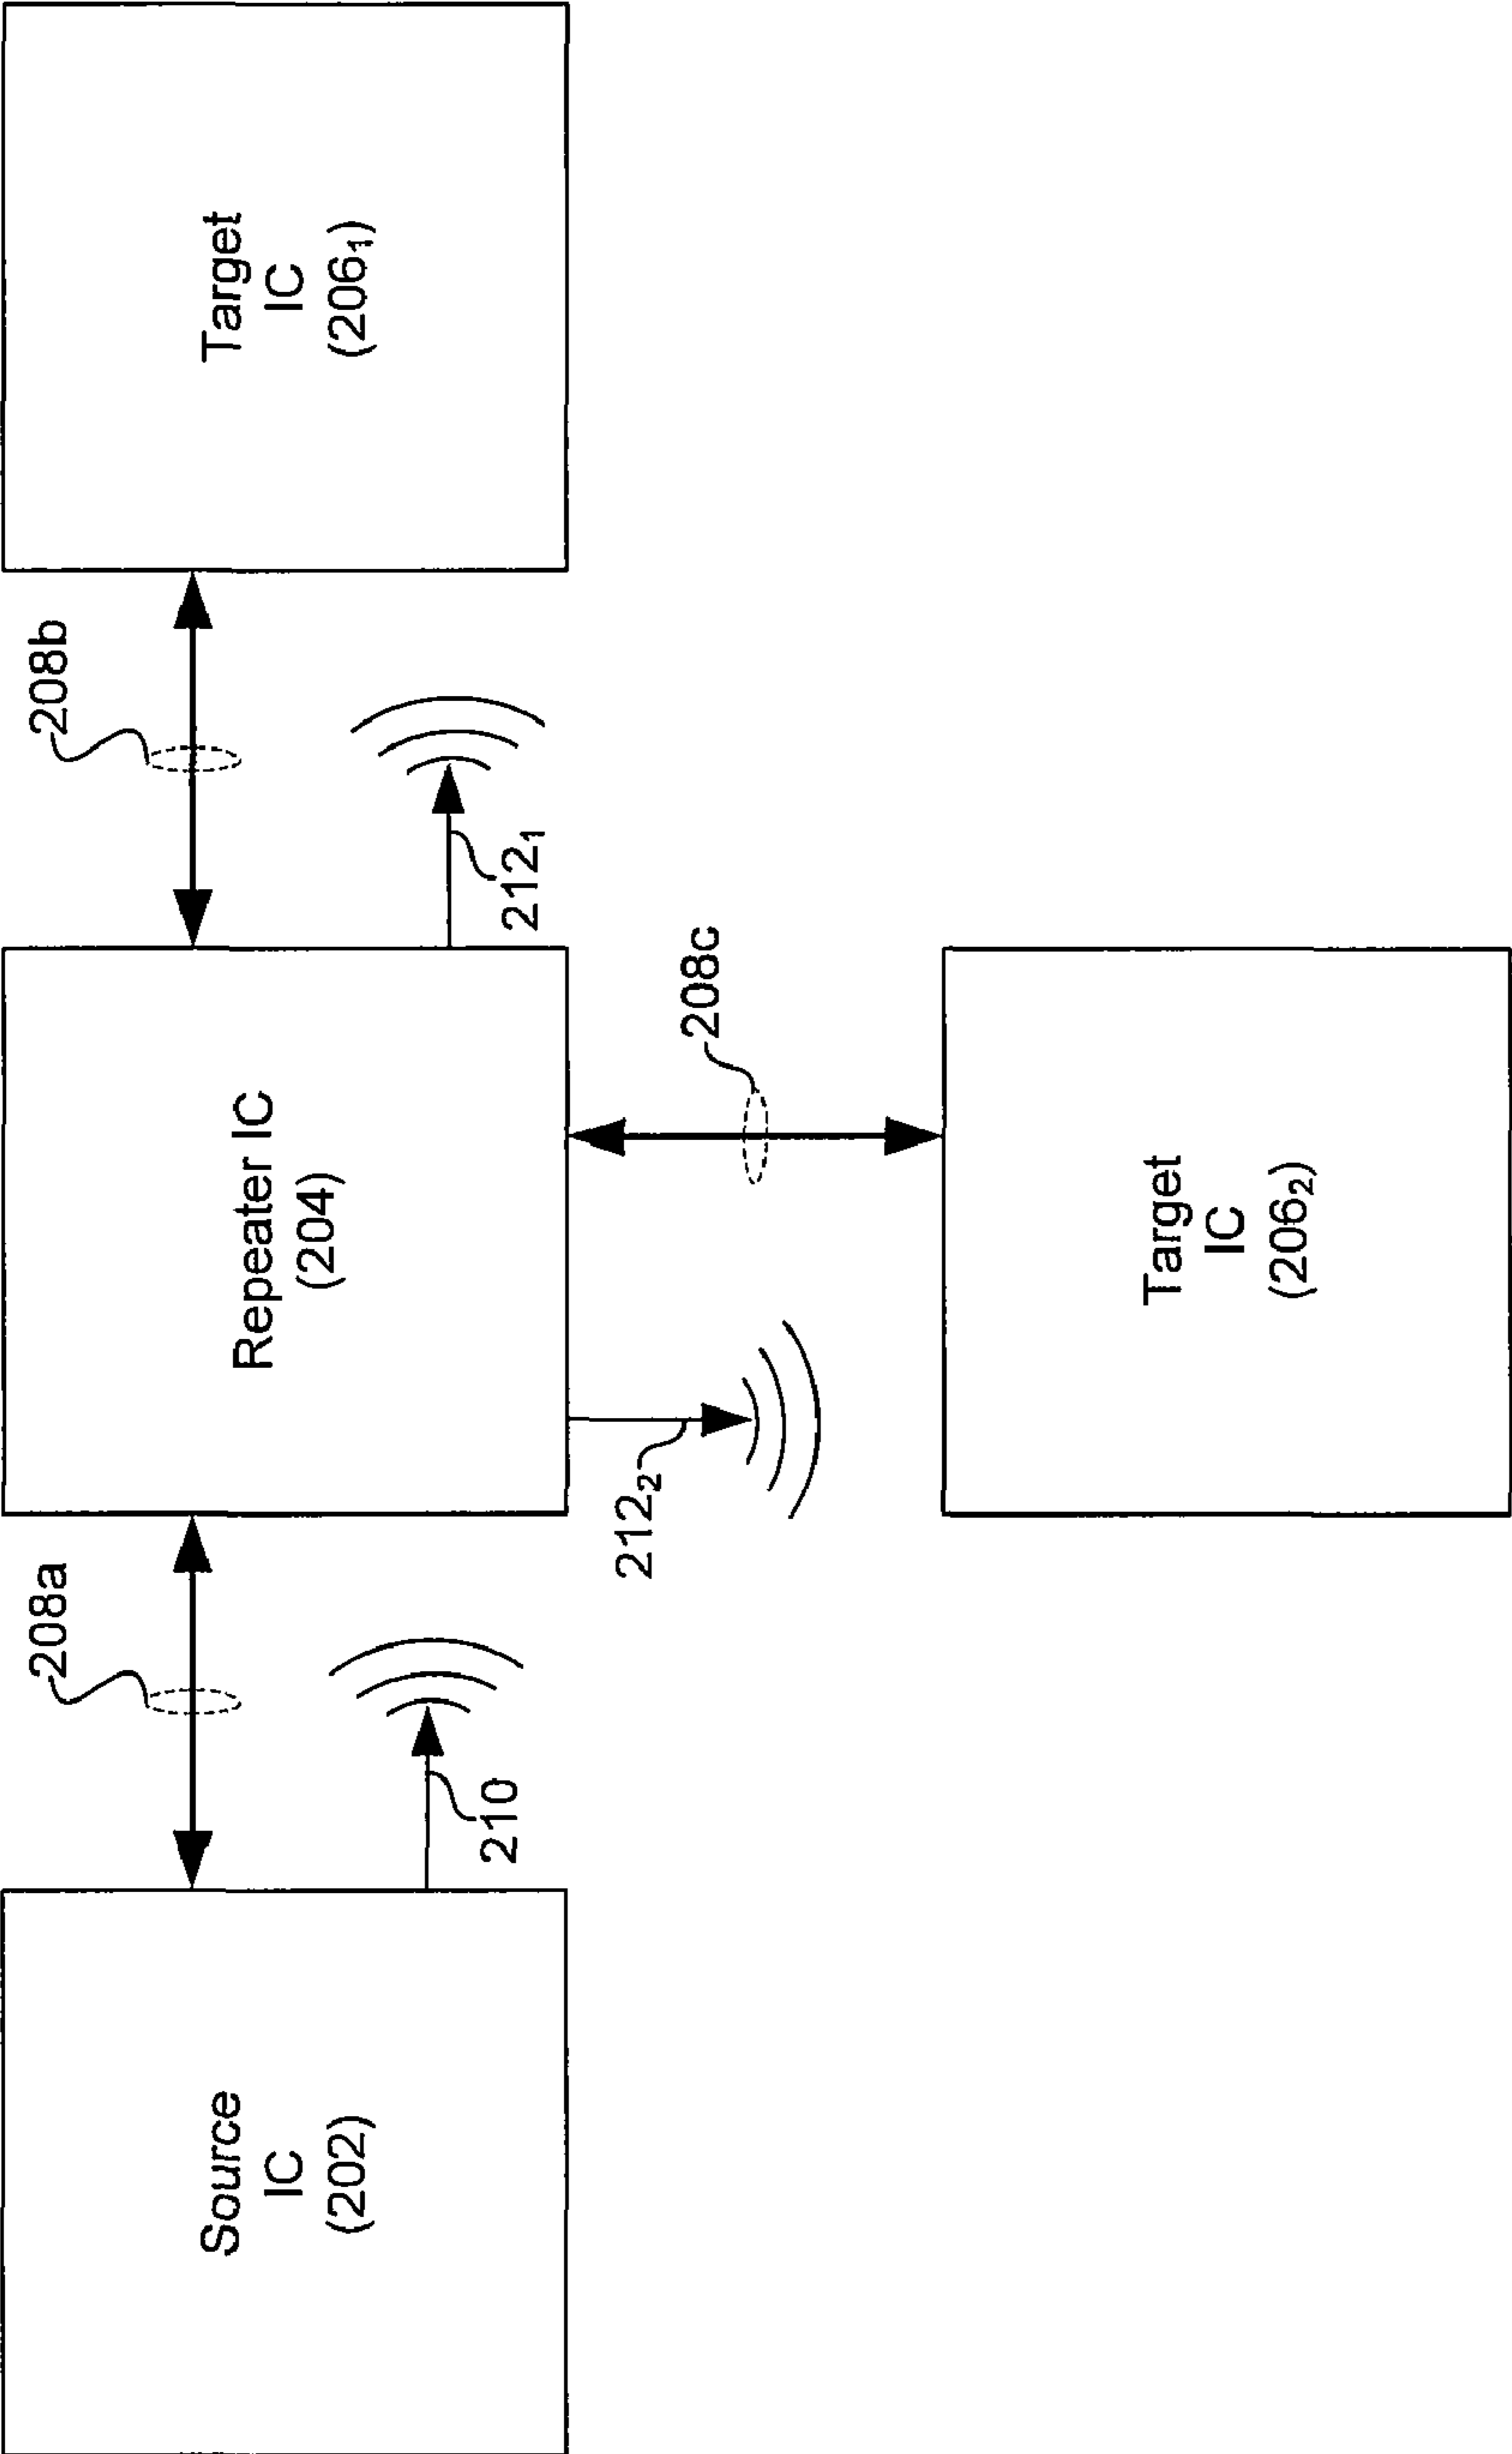 Source
IC
(202)
208a
210
Repeater IC
(204)
212₂
208c
208b
212₁
Target
IC
(206₁)
Target
IC
(206₂)